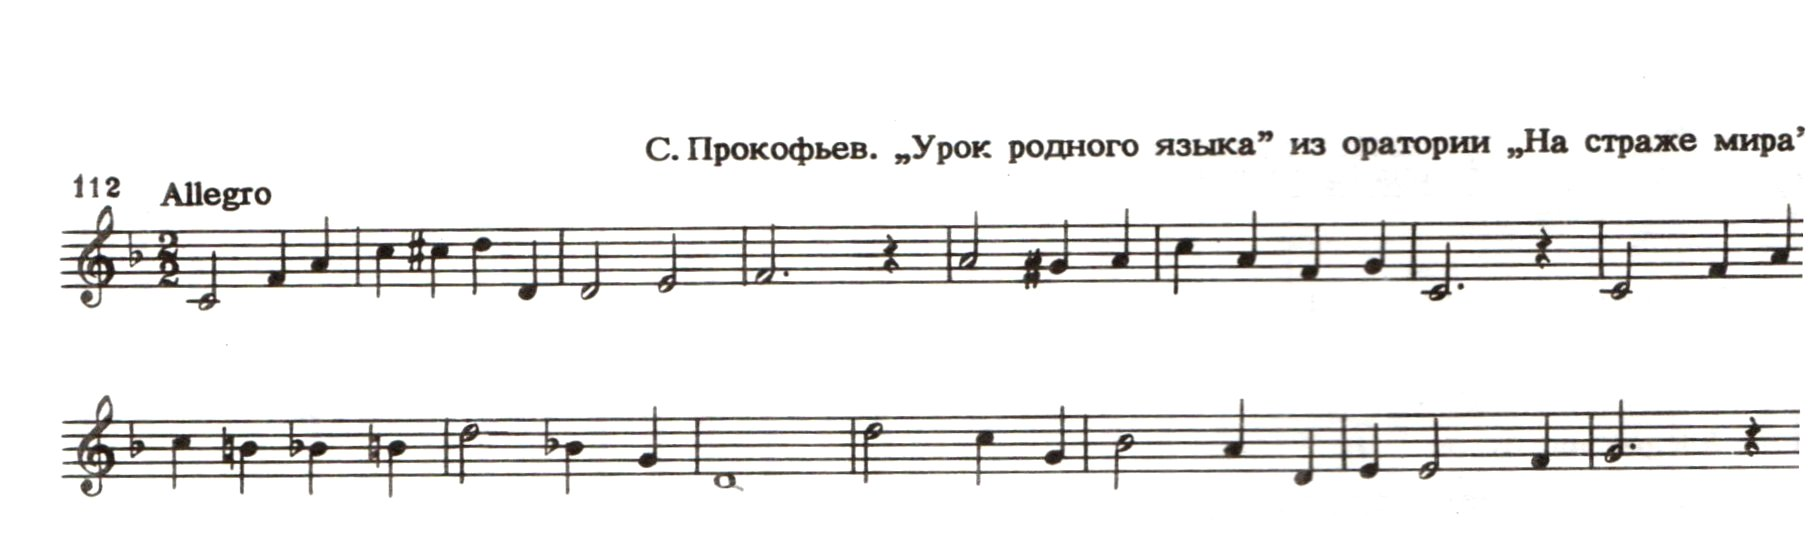 С. Прокофьев. „Урок родного языка” из оратории „На страже мира”
112 Allegro